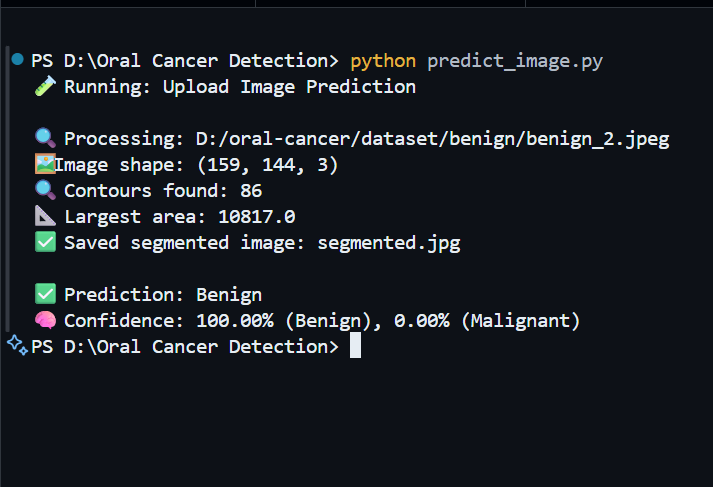 PS D:\Oral Cancer Detection> python predict_image.py
🧪 Running: Upload Image Prediction
🔍 Processing: D:/oral-cancer/dataset/benign/benign_2.jpeg
🖼️Image shape: (159, 144, 3)
🔍 Contours found: 86
📐 Largest area: 10817.0
✅ Saved segmented image: segmented.jpg
✅ Prediction: Benign
🧠 Confidence: 100.00% (Benign), 0.00% (Malignant)
PS D:\Oral Cancer Detection>